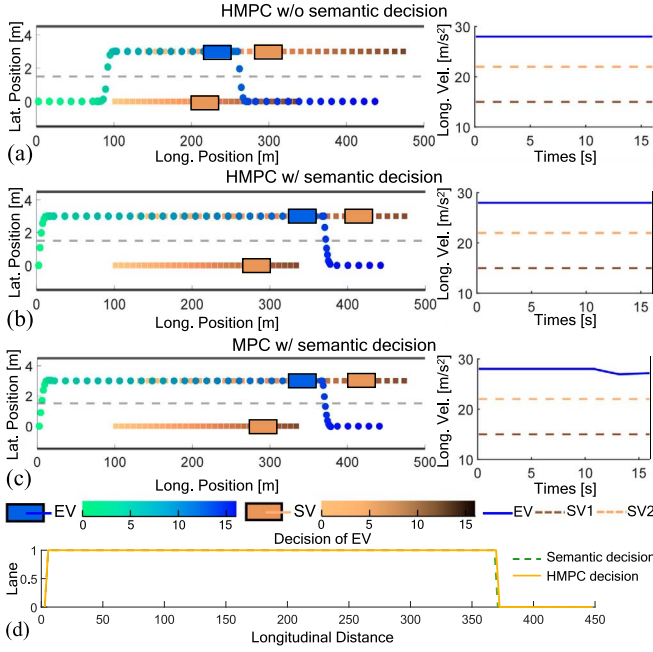 HMPC w/o semantic decision
Lat. Position [m]
4
2
0
0 100 200 300 400 500
Long. Position [m]
(a)
Long. Vel. [m/s²]
30
20
10
0 5 10 15
Times [s]
HMPC w/ semantic decision
Lat. Position [m]
4
2
0
0 100 200 300 400 500
Long. Position [m]
(b)
Long. Vel. [m/s²]
30
20
10
0 5 10 15
Times [s]
MPC w/ semantic decision
Lat. Position [m]
4
2
0
0 100 200 300 400 500
Long. Position [m]
(c)
Long. Vel. [m/s²]
30
20
10
0 5 10 15
Times [s]
EV 0 5 10 15 SV 0 5 10 15 EV SV1 SV2
Decision of EV
Lane
1
0.5
0
0 50 100 150 200 250 300 350 400 450
Longitudinal Distance
Semantic decision
HMPC decision
(d)